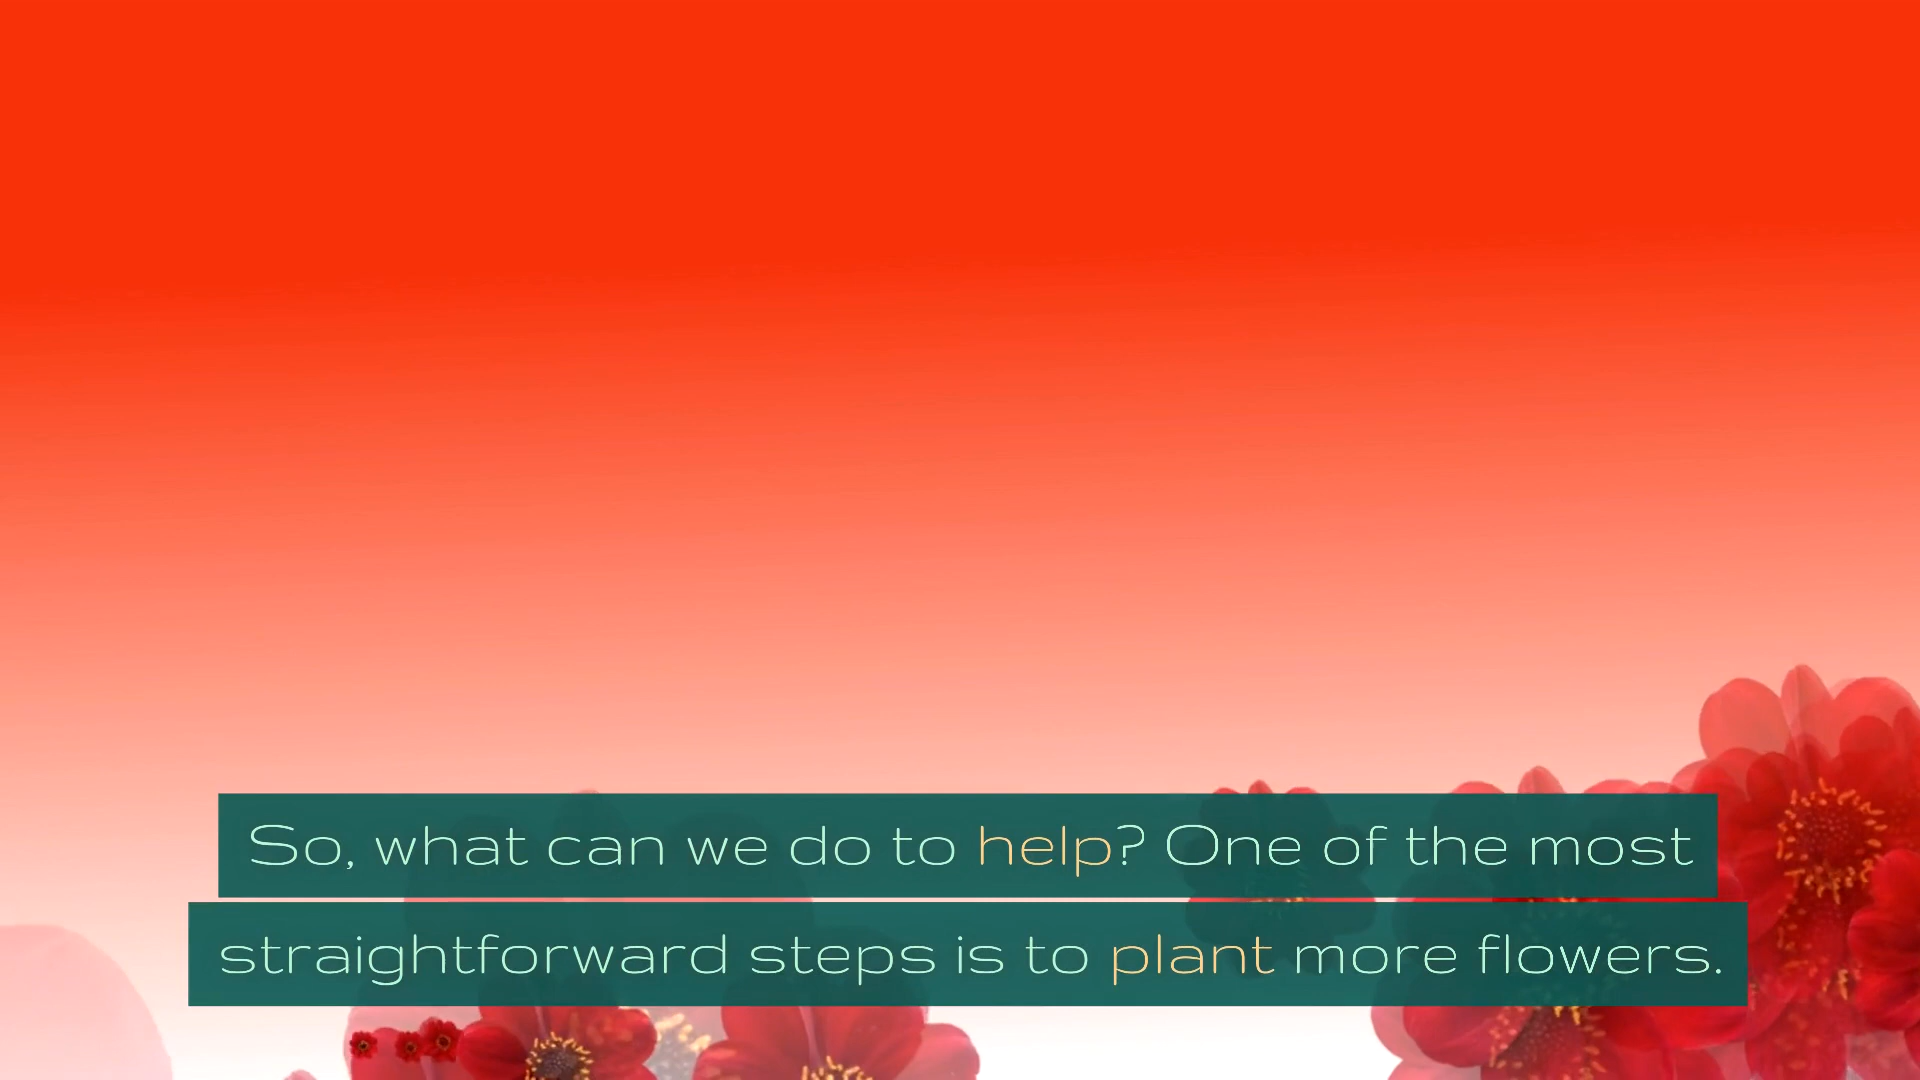 So, what can we do to help? One of the most
straightforward steps is to plant more flowers.